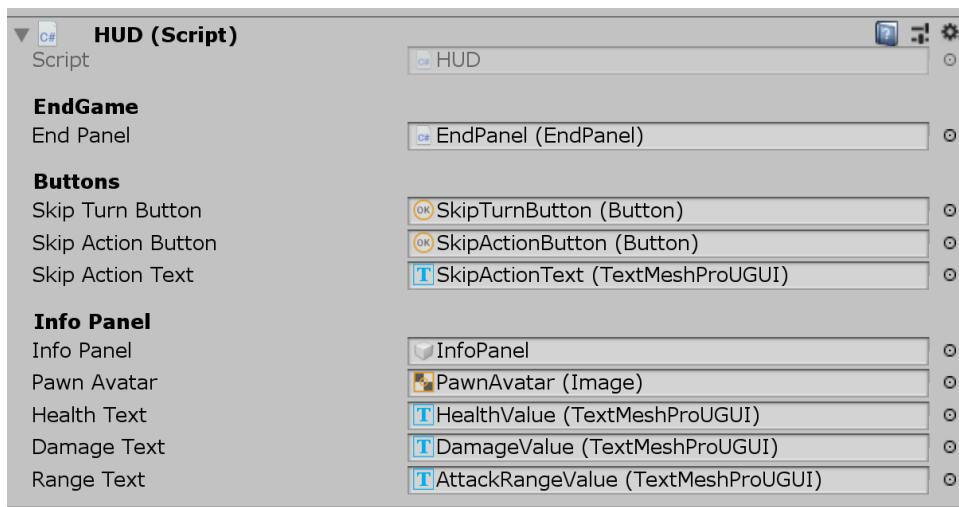 HUD (Script)
Script HUD
EndGame
End Panel EndPanel (EndPanel)
Buttons
Skip Turn Button SkipTurnButton (Button)
Skip Action Button SkipActionButton (Button)
Skip Action Text SkipActionText (TextMeshProUGUI)
Info Panel
Info Panel InfoPanel
Pawn Avatar PawnAvatar (Image)
Health Text HealthValue (TextMeshProUGUI)
Damage Text DamageValue (TextMeshProUGUI)
Range Text AttackRangeValue (TextMeshProUGUI)